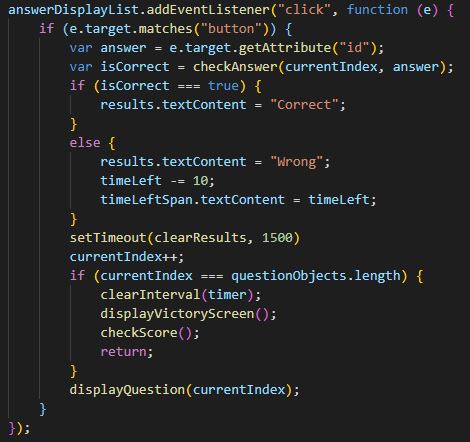 answerDisplayList.addEventListener("click", function (e) {
    if (e.target.matches("button")) {
        var answer = e.target.getAttribute("id");
        var isCorrect = checkAnswer(currentIndex, answer);
        if (isCorrect === true) {
            results.textContent = "Correct";
        }
        else {
            results.textContent = "Wrong";
            timeLeft -= 10;
            timeLeftSpan.textContent = timeLeft;
        }
        setTimeout(clearResults, 1500)
        currentIndex++;
        if (currentIndex === questionObjects.length) {
            clearInterval(timer);
            displayVictoryScreen();
            checkScore();
            return;
        }
        displayQuestion(currentIndex);
    }
});